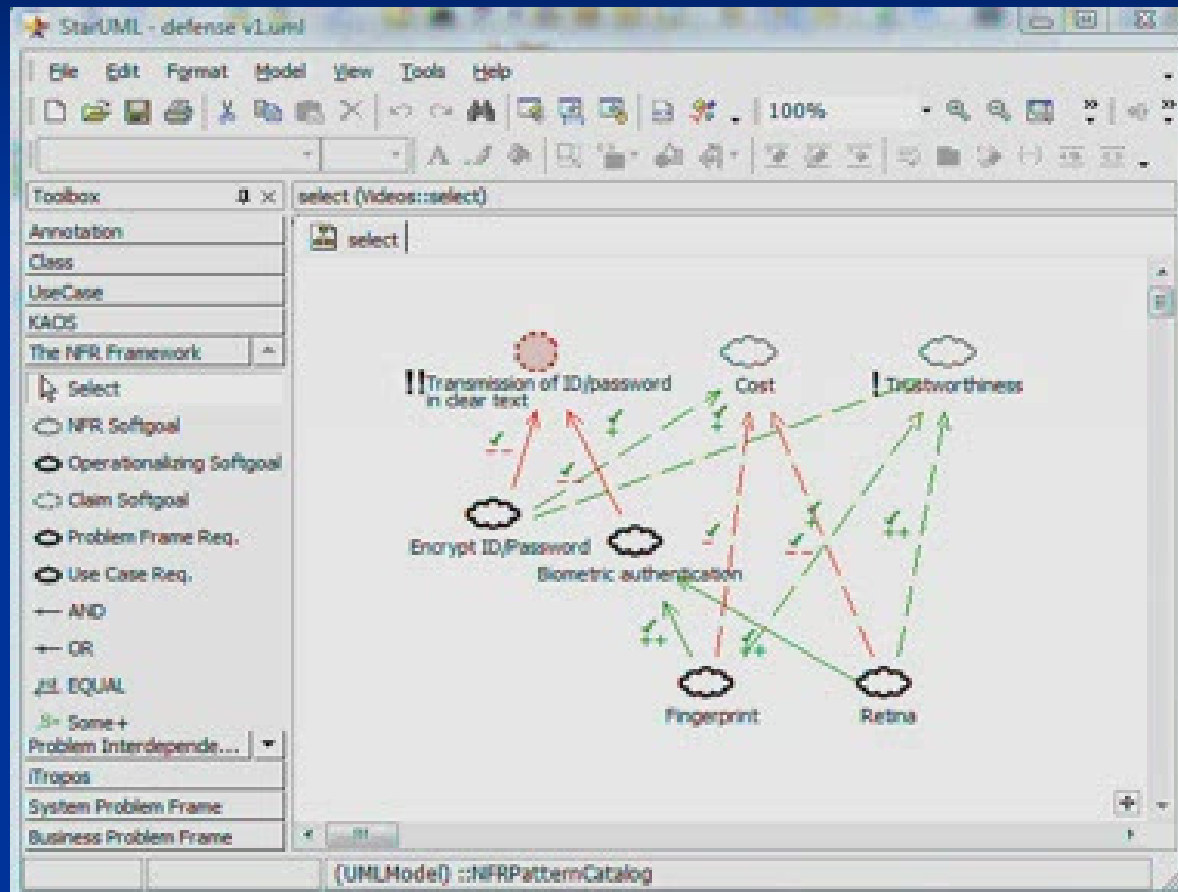 StarUML - defense v1.uml
File Edit Format Model View Tools Help
100%
Toolbox
select (Videos::select)
Annotation
select
Class
UseCase
KAOS
The NFR Framework
Select
NFR Softgoal
Operationalizing Softgoal
Claim Softgoal
Problem Frame Req.
Use Case Req.
AND
OR
EQUAL
Some+
Problem Interdepende...
iTropos
System Problem Frame
Business Problem Frame
!!Transmission of ID/password
in clear text
Cost
! Trustworthiness
Encrypt ID/Password
Biometric authentication
Fingerprint
Retina
(UMLModel) ::NFRPatternCatalog